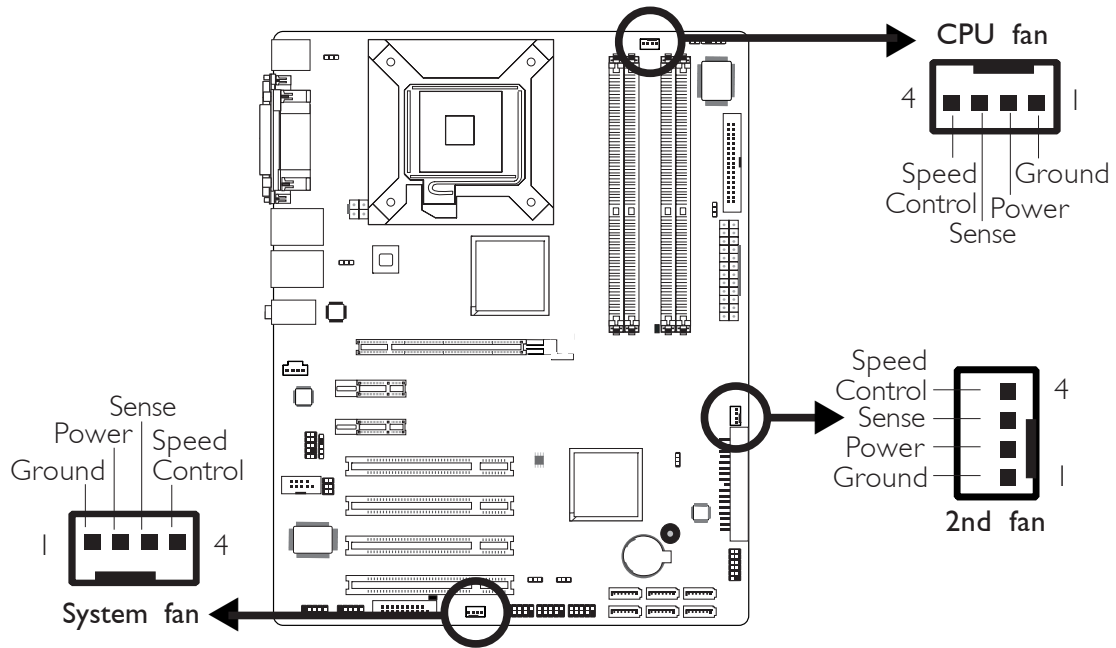 CPU fan
4
1
Speed Control
Ground
Power
Sense
Speed Control
Sense
Power
Ground
4
1
2nd fan
Sense
Power
Speed Control
Ground
1
4
System fan